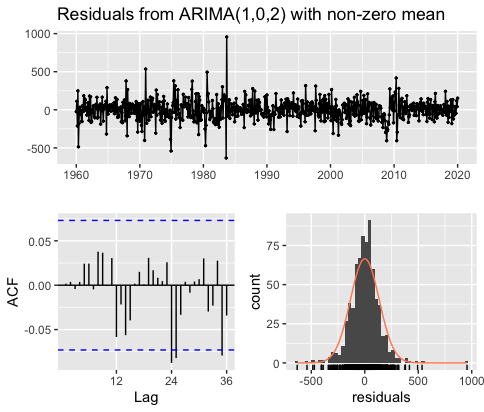 Residuals from ARIMA(1,0,2) with non-zero mean
1000
500
0
-500
1960 1970 1980 1990 2000 2010 2020
ACF
0.05
0.00
-0.05
12 24 36
Lag
count
75
50
25
0
-500 0 500 1000
residuals